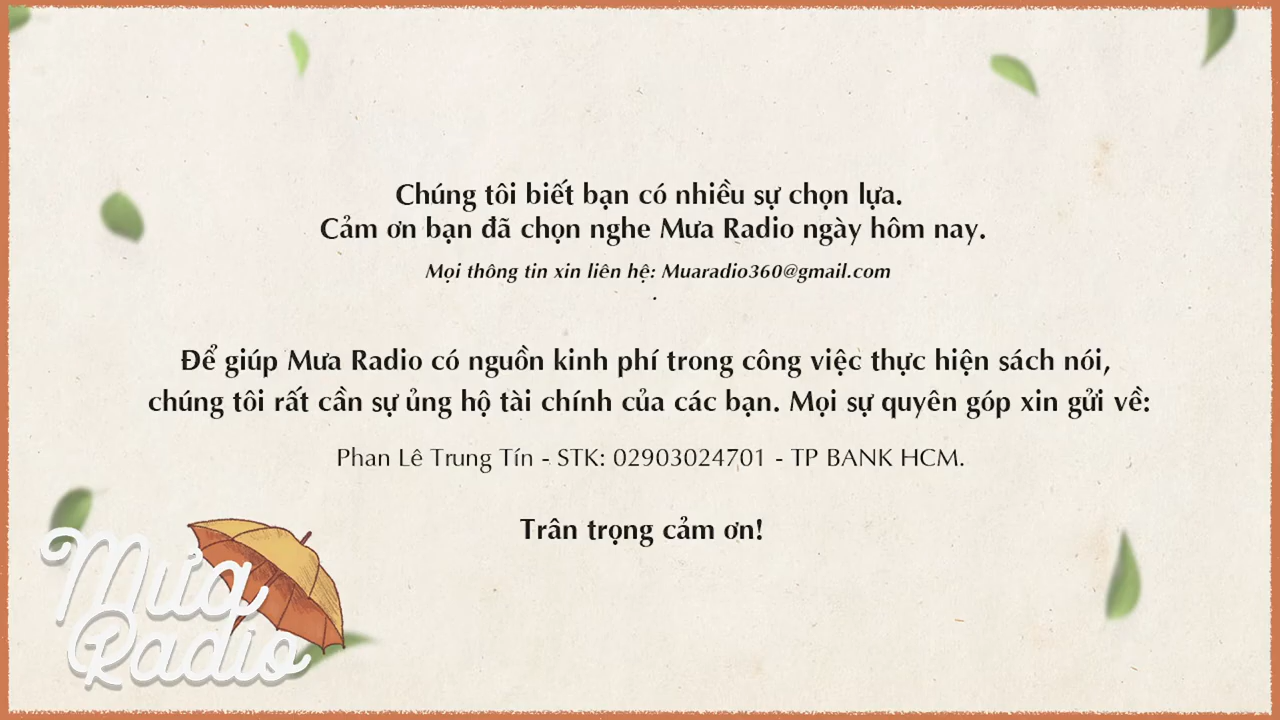 Chúng tôi biết bạn có nhiều sự chọn lựa.
Cảm ơn bạn đã chọn nghe Mưa Radio ngày hôm nay.
Mọi thông tin xin liên hệ: Muaradio360@gmail.com
.
Để giúp Mưa Radio có nguồn kinh phí trong công việc thực hiện sách nói,
chúng tôi rất cần sự ủng hộ tài chính của các bạn. Mọi sự quyên góp xin gửi về:
Phan Lê Trung Tín - STK: 02903024701 - TP BANK HCM.
Trân trọng cảm ơn!
Mưa
Radio